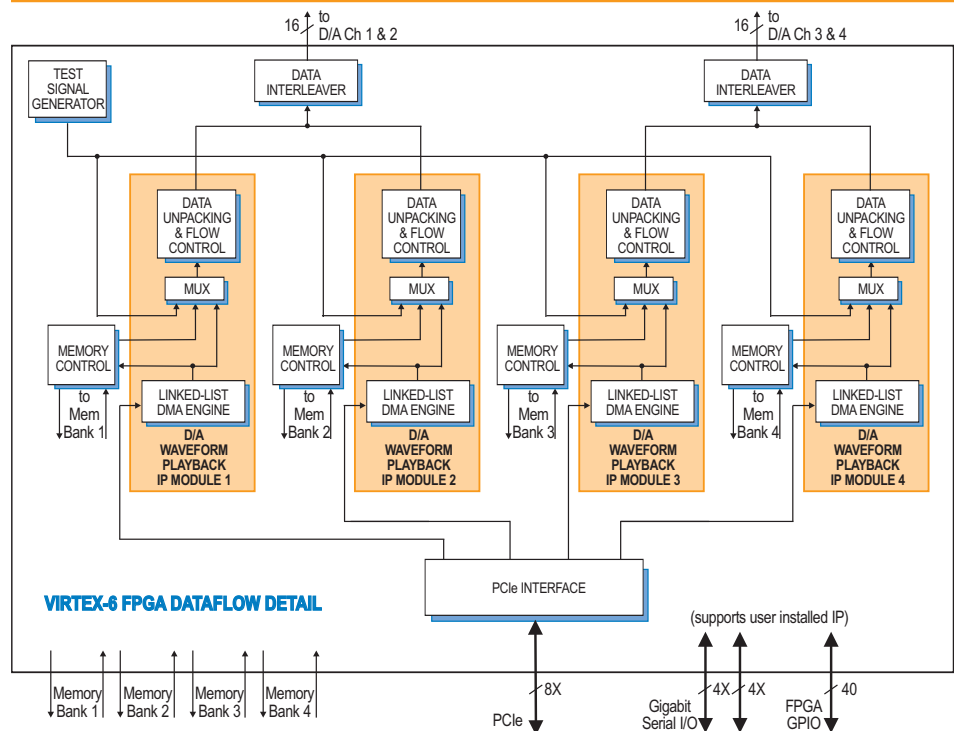 16
to
D/A Ch 1 & 2
16
to
D/A Ch 3 & 4
TEST
SIGNAL
GENERATOR
DATA
INTERLEAVER
DATA
INTERLEAVER
DATA
UNPACKING
& FLOW
CONTROL
DATA
UNPACKING
& FLOW
CONTROL
DATA
UNPACKING
& FLOW
CONTROL
DATA
UNPACKING
& FLOW
CONTROL
MUX
MUX
MUX
MUX
MEMORY
CONTROL
MEMORY
CONTROL
MEMORY
CONTROL
MEMORY
CONTROL
to
Mem
Bank 1
LINKED-LIST
DMA ENGINE
to
Mem
Bank 2
LINKED-LIST
DMA ENGINE
to
Mem
Bank 3
LINKED-LIST
DMA ENGINE
to
Mem
Bank 4
LINKED-LIST
DMA ENGINE
D/A
WAVEFORM
PLAYBACK
IP MODULE 1
D/A
WAVEFORM
PLAYBACK
IP MODULE 2
D/A
WAVEFORM
PLAYBACK
IP MODULE 3
D/A
WAVEFORM
PLAYBACK
IP MODULE 4
PCIe INTERFACE
VIRTEX-6 FPGA DATAFLOW DETAIL
(supports user installed IP)
Memory
Bank 1
Memory
Bank 2
Memory
Bank 3
Memory
Bank 4
8X
PCIe
4X
4X
Gigabit
Serial I/O
40
FPGA
GPIO